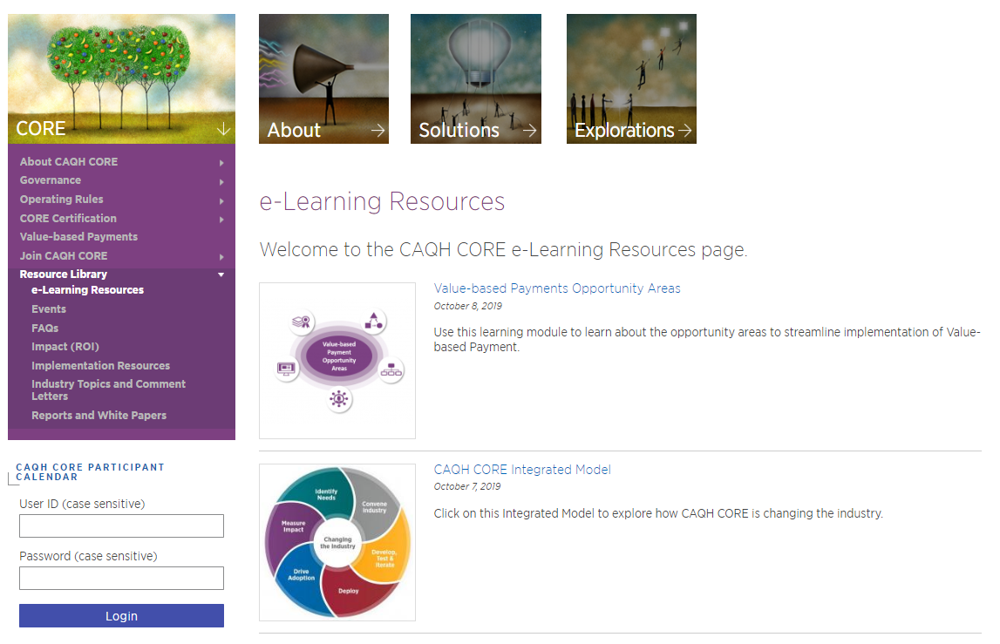 CORE
About
Solutions
Explorations
About CAQH CORE
Governance
Operating Rules
CORE Certification
Value-based Payments
Join CAQH CORE
Resource Library
e-Learning Resources
Events
FAQs
Impact (ROI)
Implementation Resources
Industry Topics and Comment
Letters
Reports and White Papers
CAQH CORE PARTICIPANT
CALENDAR
User ID (case sensitive)
Password (case sensitive)
Login
e-Learning Resources
Welcome to the CAQH CORE e-Learning Resources page.
Value-based
Payment
Opportunity
Areas
Value-based Payments Opportunity Areas
October 8, 2019
Use this learning module to learn about the opportunity areas to streamline implementation of Value-
based Payment.
Identify
Needs
Convene
Industry
Measure
Impact
Changing
the Industry
Develop,
Test &
Iterate
Drive
Adoption
Deploy
CAQH CORE Integrated Model
October 7, 2019
Click on this Integrated Model to explore how CAQH CORE is changing the industry.